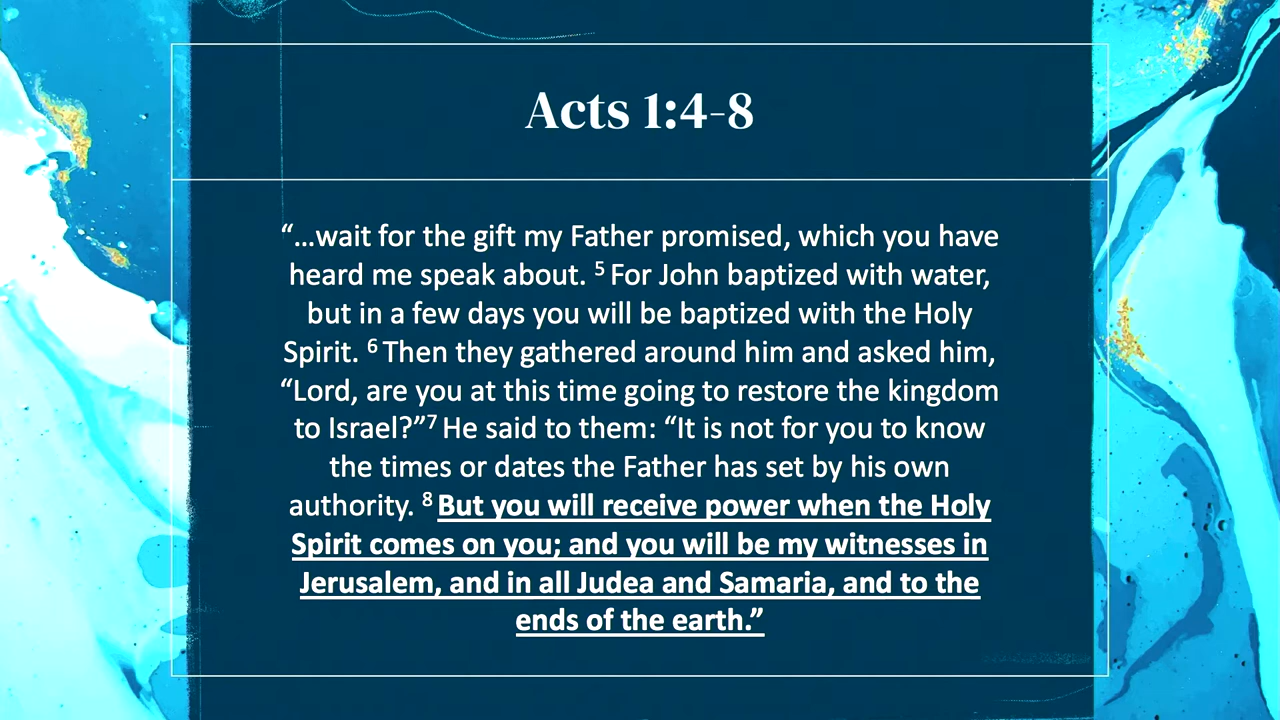 Acts 1:4-8
“…wait for the gift my Father promised, which you have
heard me speak about. ⁵ For John baptized with water,
but in a few days you will be baptized with the Holy
Spirit. ⁶ Then they gathered around him and asked him,
“Lord, are you at this time going to restore the kingdom
to Israel?”⁷ He said to them: “It is not for you to know
the times or dates the Father has set by his own
authority. ⁸ But you will receive power when the Holy
Spirit comes on you; and you will be my witnesses in
Jerusalem, and in all Judea and Samaria, and to the
ends of the earth.”